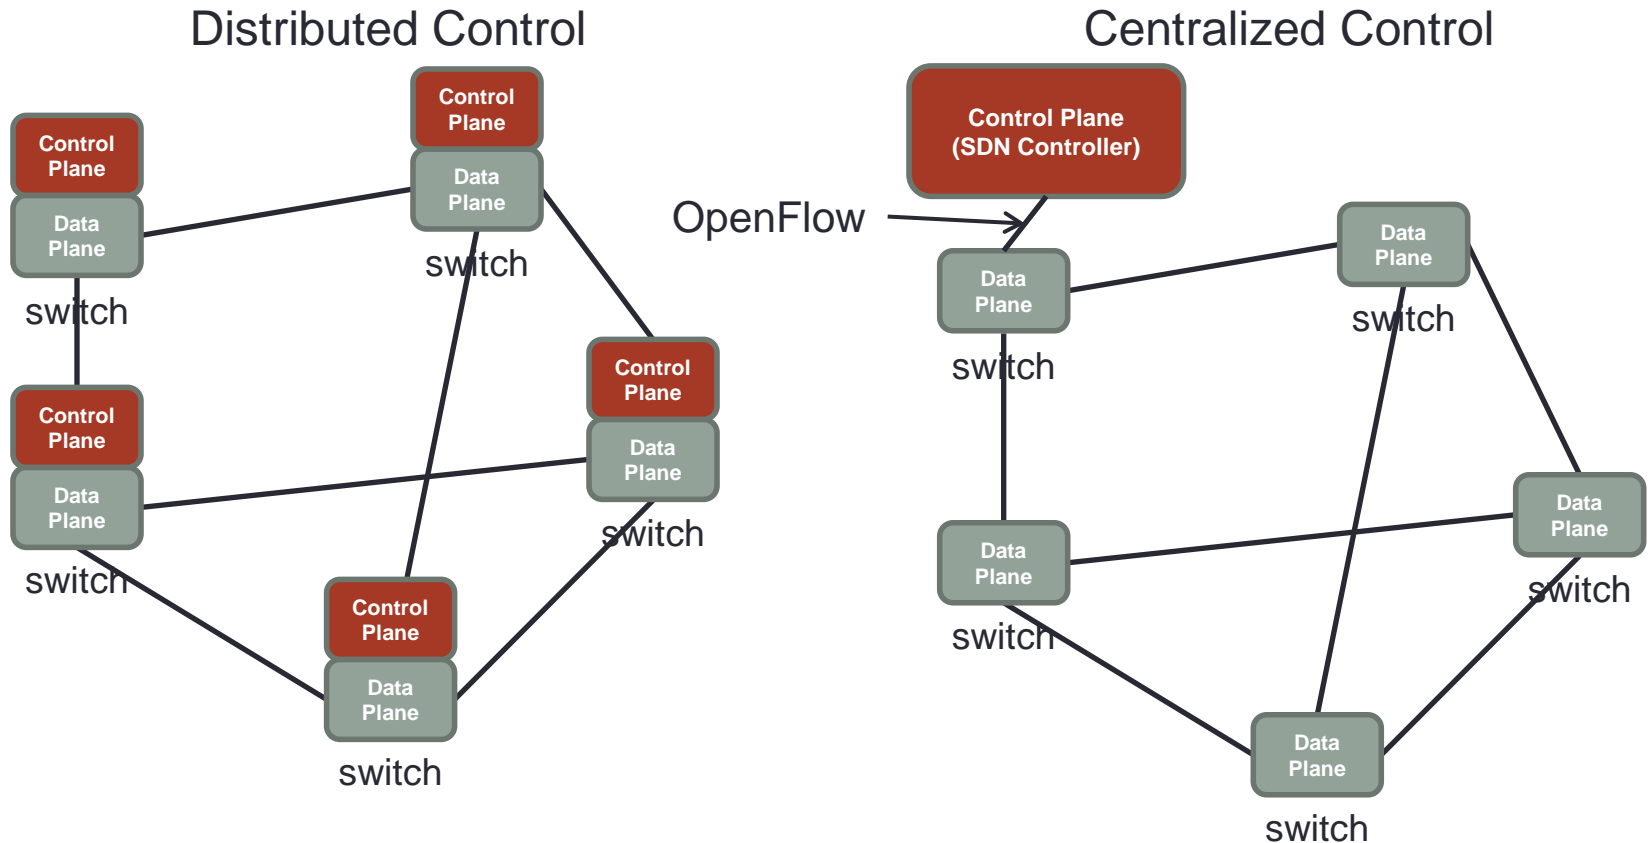 Distributed Control
Control
Plane
Data
Plane
switch
Control
Plane
Data
Plane
switch
Control
Plane
Data
Plane
switch
Control
Plane
Data
Plane
switch
Control
Plane
Data
Plane
switch
Centralized Control
Control Plane
(SDN Controller)
OpenFlow
Data
Plane
switch
Data
Plane
switch
Data
Plane
switch
Data
Plane
switch
Data
Plane
switch